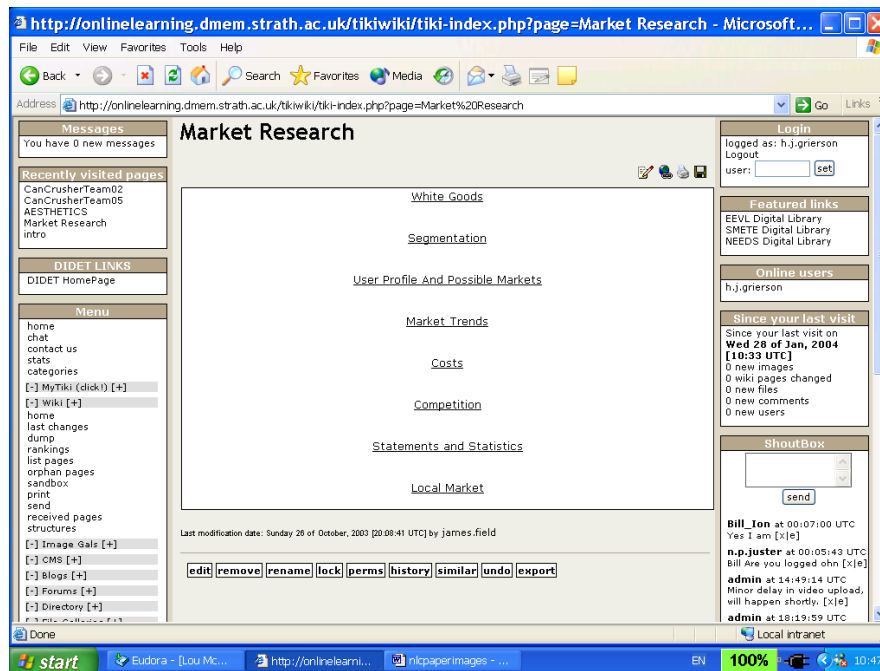 http://onlinelearning.dmem.strath.ac.uk/tikiwiki/tiki-index.php?page=Market Research - Microsoft...
File Edit View Favorites Tools Help
Back Search Favorites Media
Address http://onlinelearning.dmem.strath.ac.uk/tikiwiki/tiki-index.php?page=Market%20Research Go Links
Messages
You have 0 new messages
Recently visited pages
CanCrusherTeam02
CanCrusherTeam05
AESTHETICS
Market Research
intro
DIDET LINKS
DIDET HomePage
Menu
home
chat
contact us
stats
categories
[-] MyTiki (click!) [+]
[-] Wiki [+]
home
last changes
dump
rankings
list pages
orphan pages
sandbox
print
send
received pages
structures
[-] Image Gals [+]
[-] CMS [+]
[-] Blogs [+]
[-] Forums [+]
[-] Directory [+]
Market Research
White Goods
Segmentation
User Profile And Possible Markets
Market Trends
Costs
Competition
Statements and Statistics
Local Market
Last modification date: Sunday 26 of October, 2003 [20:08:41 UTC] by james.field
edit remove rename lock perms history similar undo export
Login
logged as: h.j.grierson
Logout
user: set
Featured links
EEVL Digital Library
SMETE Digital Library
NEEDS Digital Library
Online users
h.j.grierson
Since your last visit
Since your last visit on
Wed 28 of Jan, 2004
[10:33 UTC]
0 new images
0 wiki pages changed
0 new files
0 new comments
0 new users
ShoutBox
send
Bill_Ion at 00:07:00 UTC
Yes I am [x|e]
n.p.juster at 00:05:43 UTC
Bill Are you logged ohn [x|e]
admin at 14:49:14 UTC
Minor delay in video upload,
will happen shortly. [x|e]
admin at 18:19:59 UTC
Done Local intranet
start Eudora - [Lou Mc... http://onlinelearni... nlcpaperimages - ... EN 100% 10:47